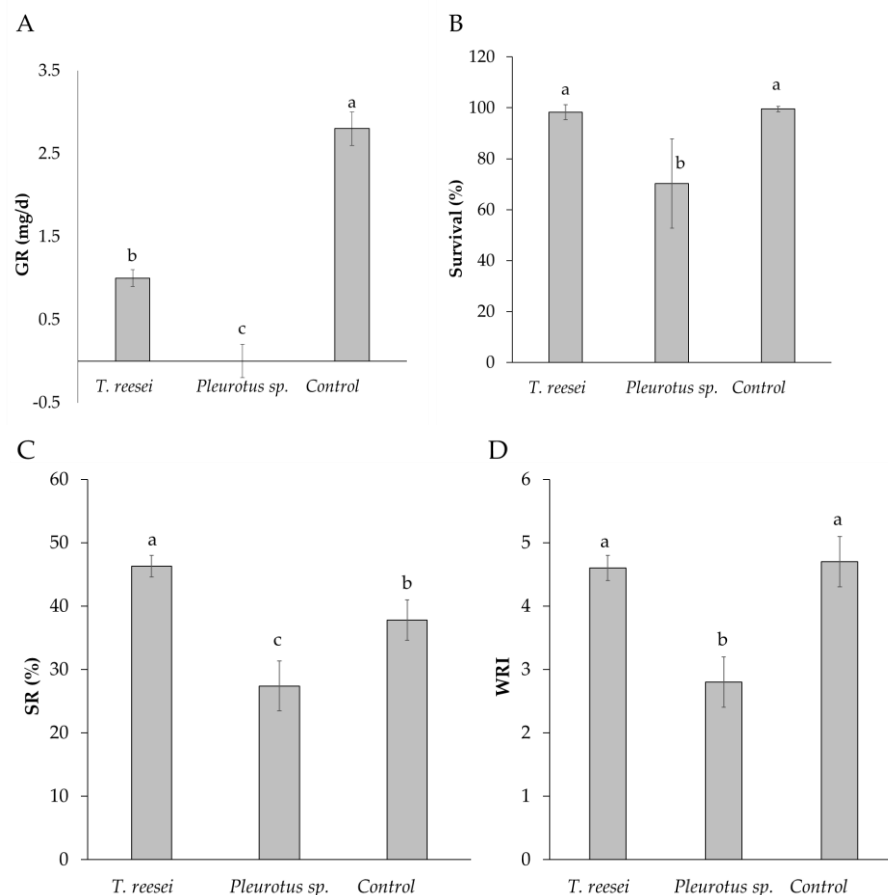 A
3.5
2.5
1.5
0.5
-0.5
GR (mg/d)
b
c
a
T. reesei Pleurotus sp. Control
B
120
100
80
60
40
20
0
Survival (%)
a
b
a
T. reesei Pleurotus sp. Control
C
60
50
40
30
20
10
0
SR (%)
a
c
b
T. reesei Pleurotus sp. Control
D
6
5
4
3
2
1
0
WRI
a
b
a
T. reesei Pleurotus sp. Control